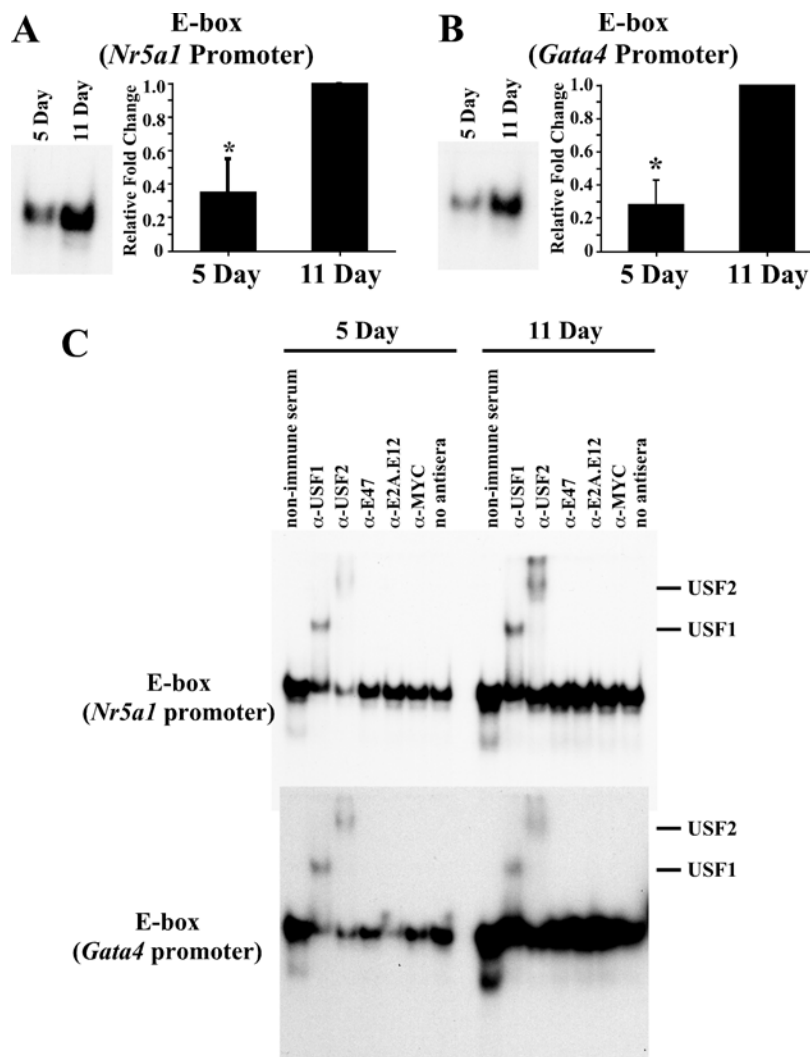 A
E-box
(Nr5a1 Promoter)
5 Day
11 Day
Relative Fold Change
1.0
0.8
0.6
0.4
0.2
0
*
5 Day
11 Day
B
E-box
(Gata4 Promoter)
5 Day
11 Day
Relative Fold Change
1.0
0.8
0.6
0.4
0.2
0
*
5 Day
11 Day
C
5 Day
11 Day
non-immune serum
α-USF1
α-USF2
α-E47
α-E2A.E12
α-MYC
no antisera
non-immune serum
α-USF1
α-USF2
α-E47
α-E2A.E12
α-MYC
no antisera
USF2
USF1
E-box
(Nr5a1 promoter)
USF2
USF1
E-box
(Gata4 promoter)